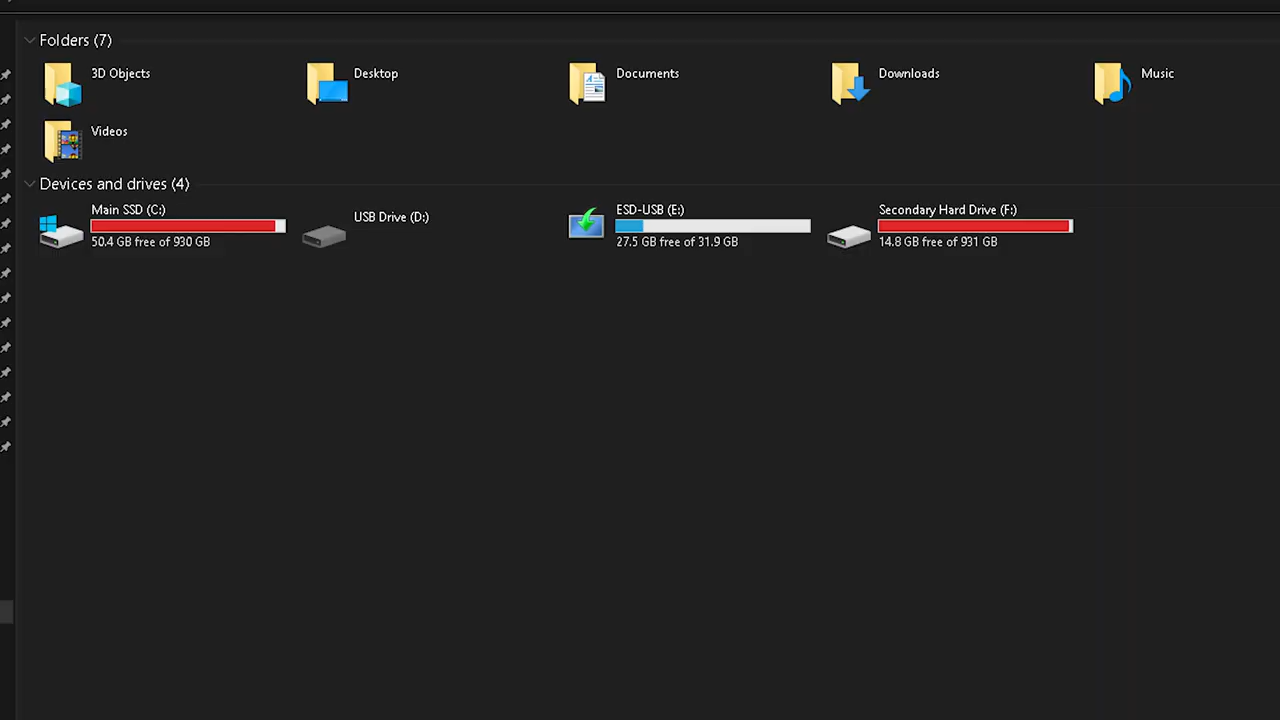 Folders (7)
3D Objects
Desktop
Documents
Downloads
Music
Videos
Devices and drives (4)
Main SSD (C:)
50.4 GB free of 930 GB
USB Drive (D:)
ESD-USB (E:)
27.5 GB free of 31.9 GB
Secondary Hard Drive (F:)
14.8 GB free of 931 GB